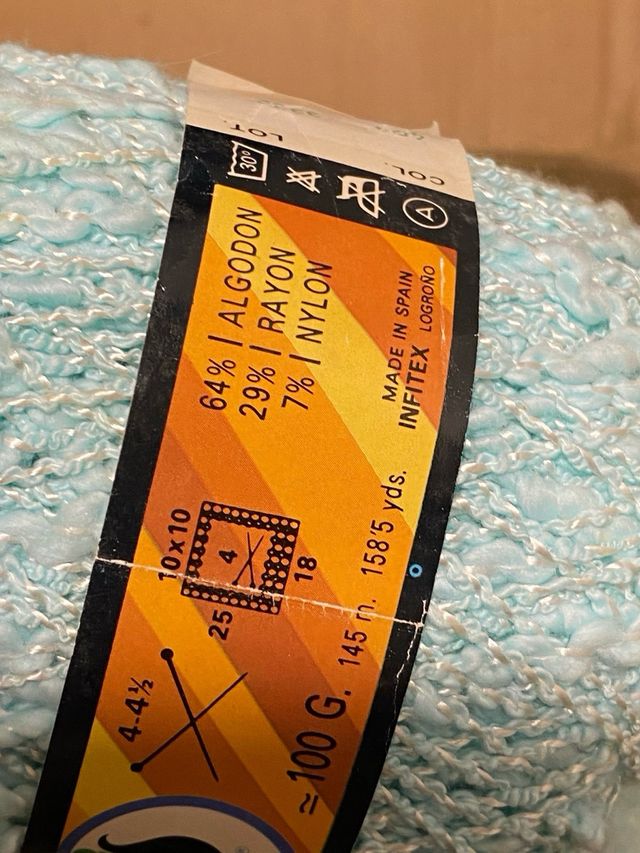 LOT.
COL.
30°
A
64% | ALGODON
29% | RAYON
7% | NYLON
MADE IN SPAIN
INFITEX LOGROÑO
10x10
4
25
18
4-4½
≃100 G. 145 m. 158'5 yds.